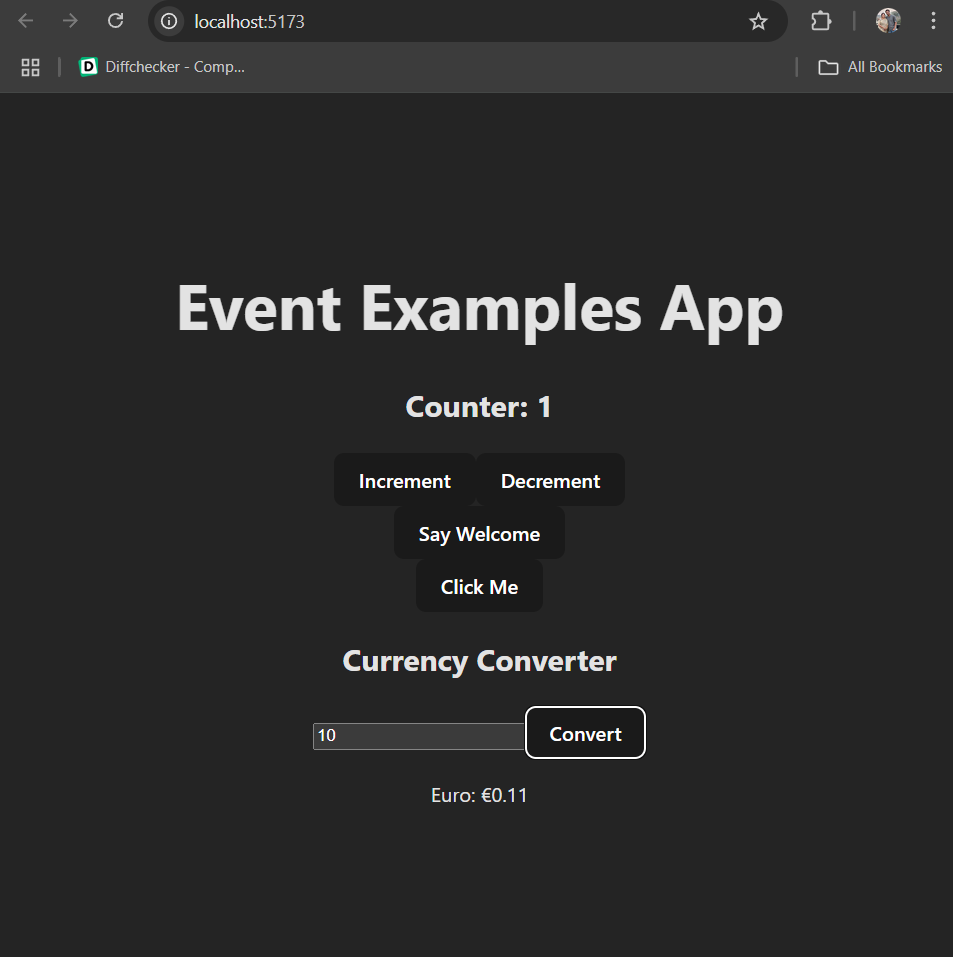 localhost:5173
Diffchecker - Comp...
All Bookmarks
Event Examples App
Counter: 1
Increment Decrement
Say Welcome
Click Me
Currency Converter
10 Convert
Euro: €0.11